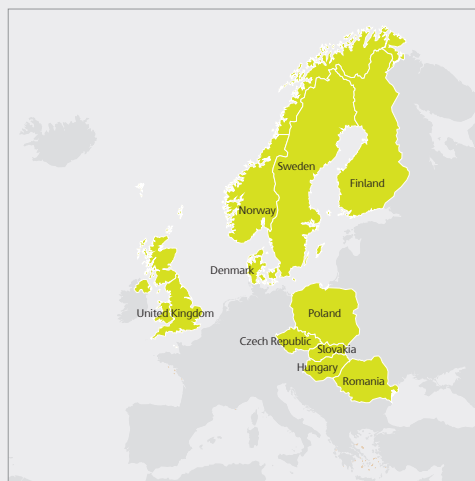 Sweden
Finland
Norway
Denmark
Poland
United Kingdom
Czech Republic
Slovakia
Hungary
Romania